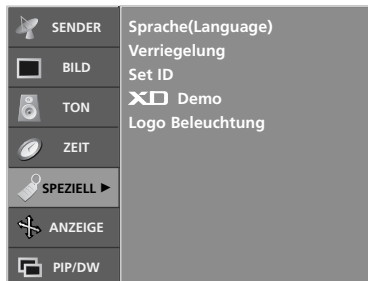 SENDER
BILD
TON
ZEIT
SPEZIELL ►
ANZEIGE
PIP/DW
Sprache(Language)
Verriegelung
Set ID
XD Demo
Logo Beleuchtung